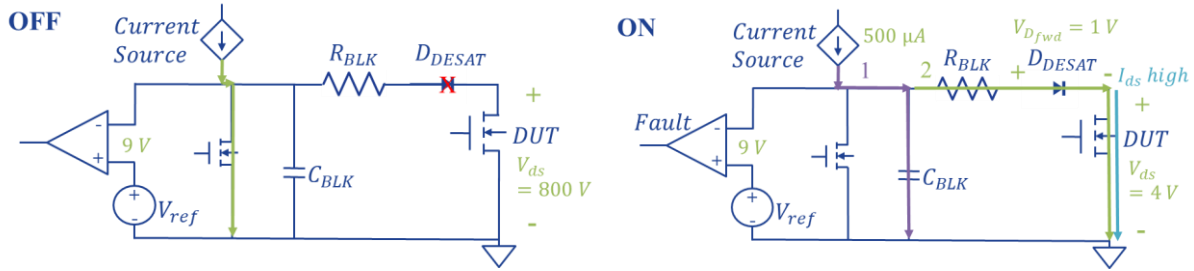 OFF
Current
Source
R_BLK
D_DESAT
X
+
-
+
9 V
DUT
C_BLK
V_ds
= 800 V
+
-
V_ref
-
ON
Current
Source
500 μA
V_Dfwd = 1 V
1
2
R_BLK
+
D_DESAT
-
I_ds high
Fault
-
+
9 V
+
DUT
C_BLK
V_ds
= 4 V
+
-
V_ref
-